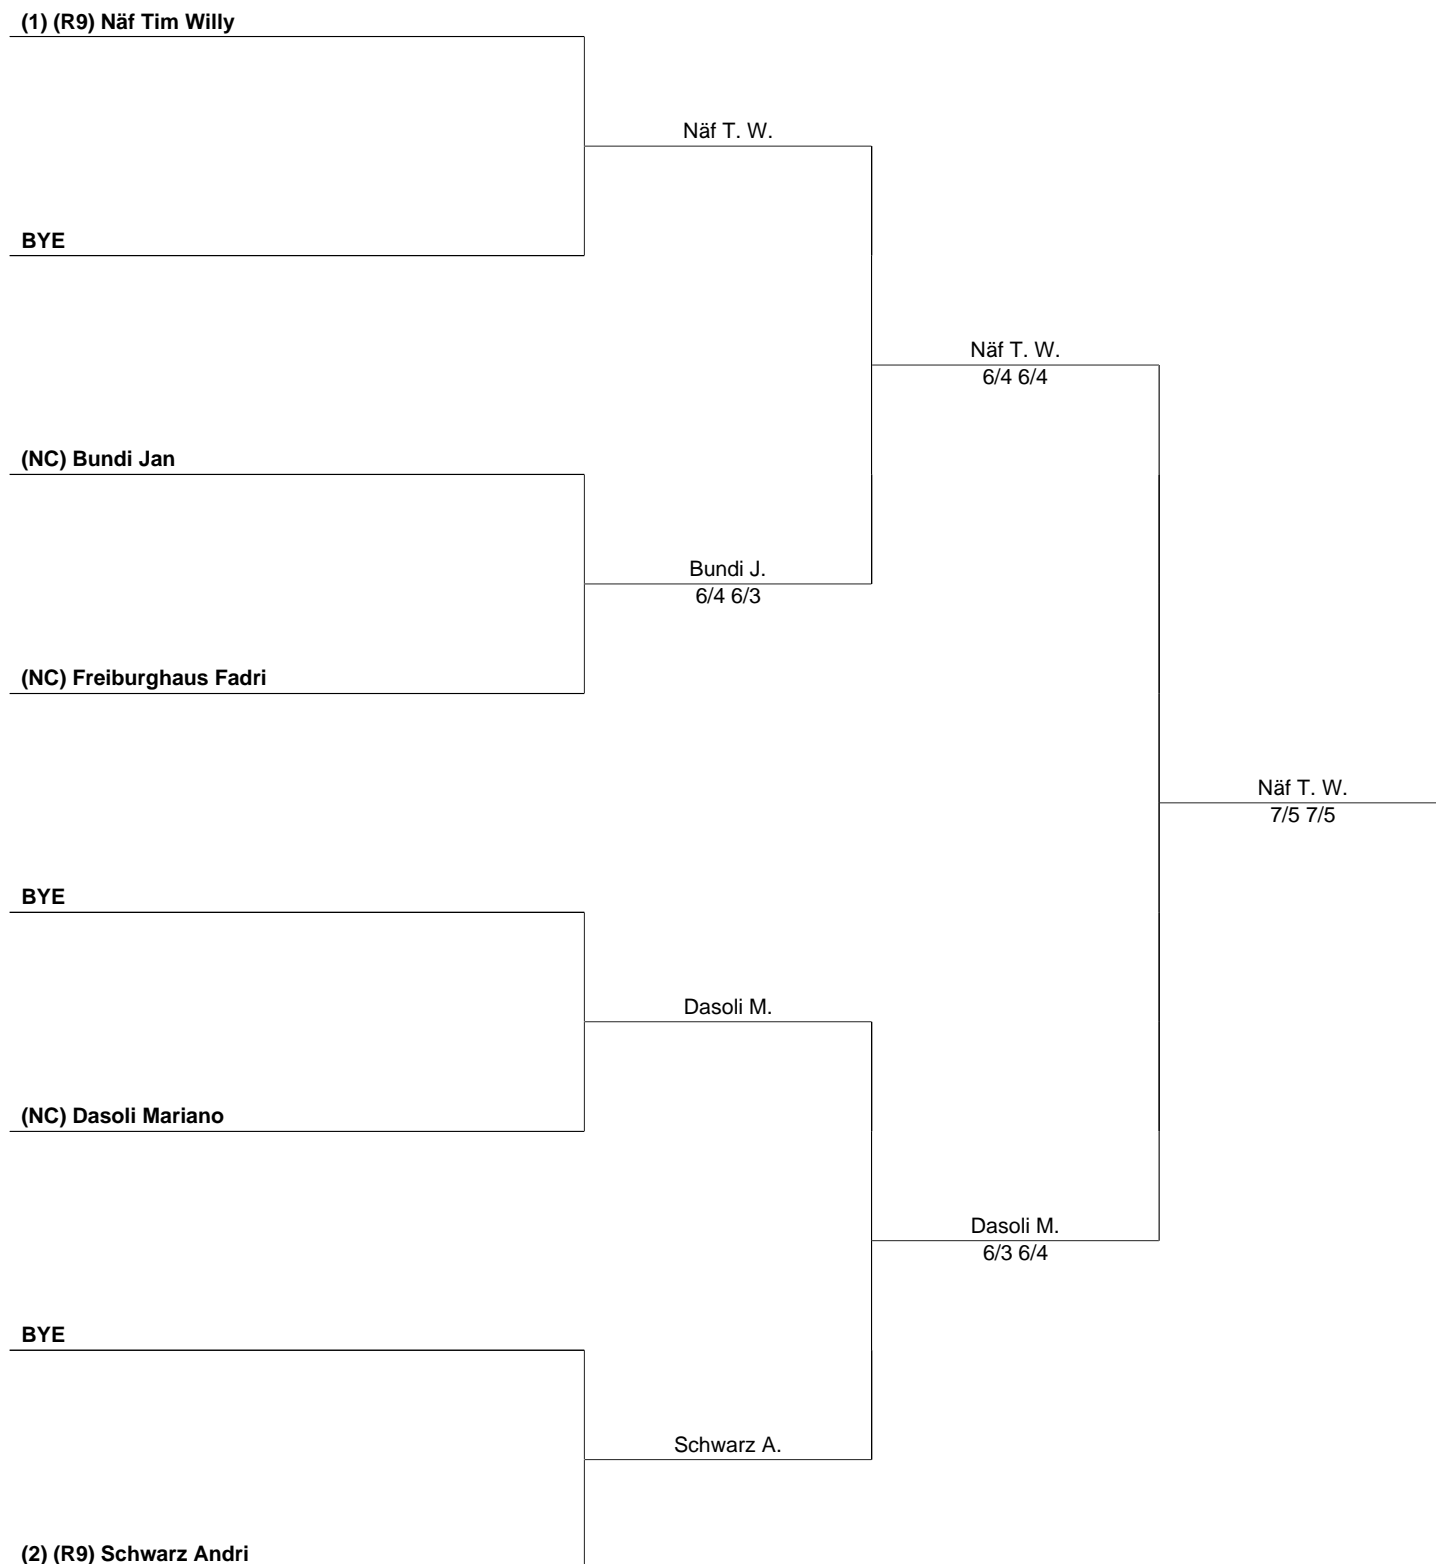 (1) (R9) Näf Tim Willy
Näf T. W.
BYE
Näf T. W.
6/4 6/4
(NC) Bundi Jan
Bundi J.
6/4 6/3
(NC) Freiburghaus Fadri
Näf T. W.
7/5 7/5
BYE
Dasoli M.
(NC) Dasoli Mariano
Dasoli M.
6/3 6/4
BYE
Schwarz A.
(2) (R9) Schwarz Andri